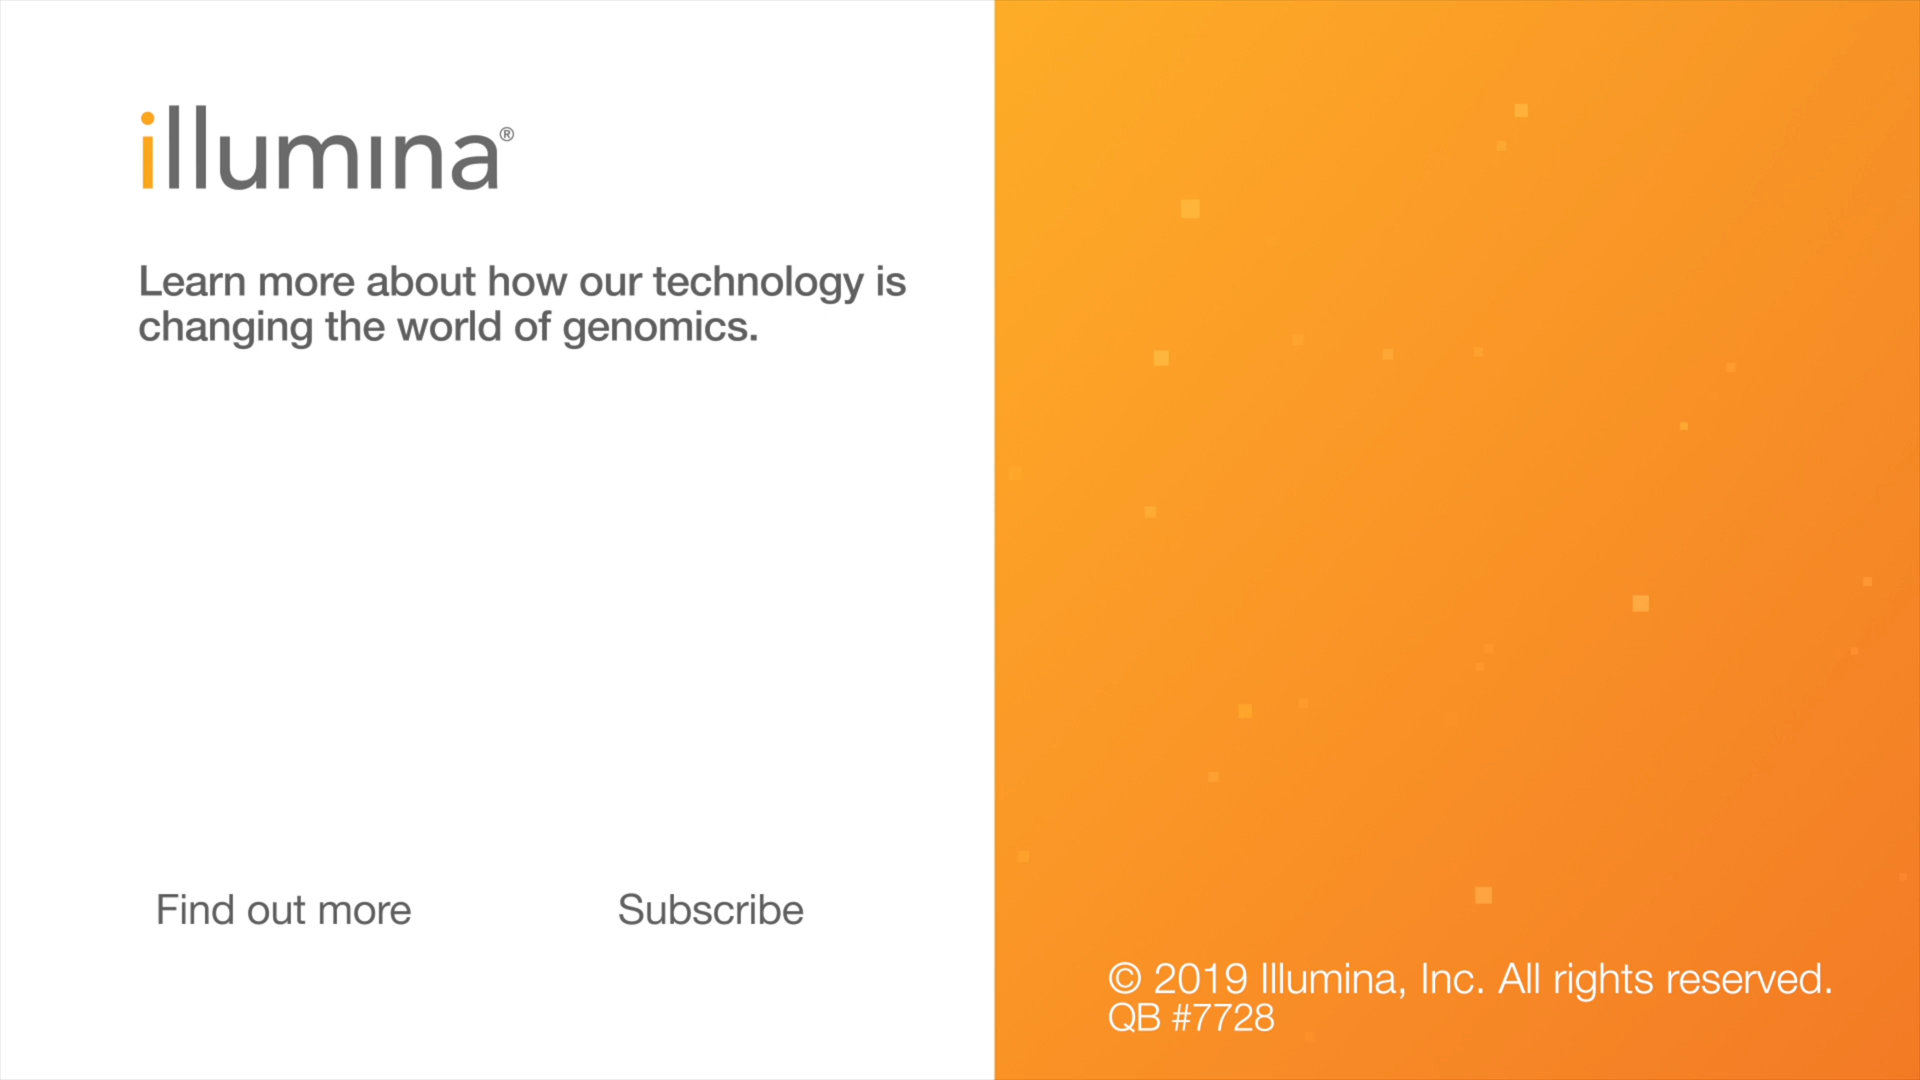 illumina®
Learn more about how our technology is
changing the world of genomics.
Find out more
Subscribe
© 2019 Illumina, Inc. All rights reserved.
QB #7728